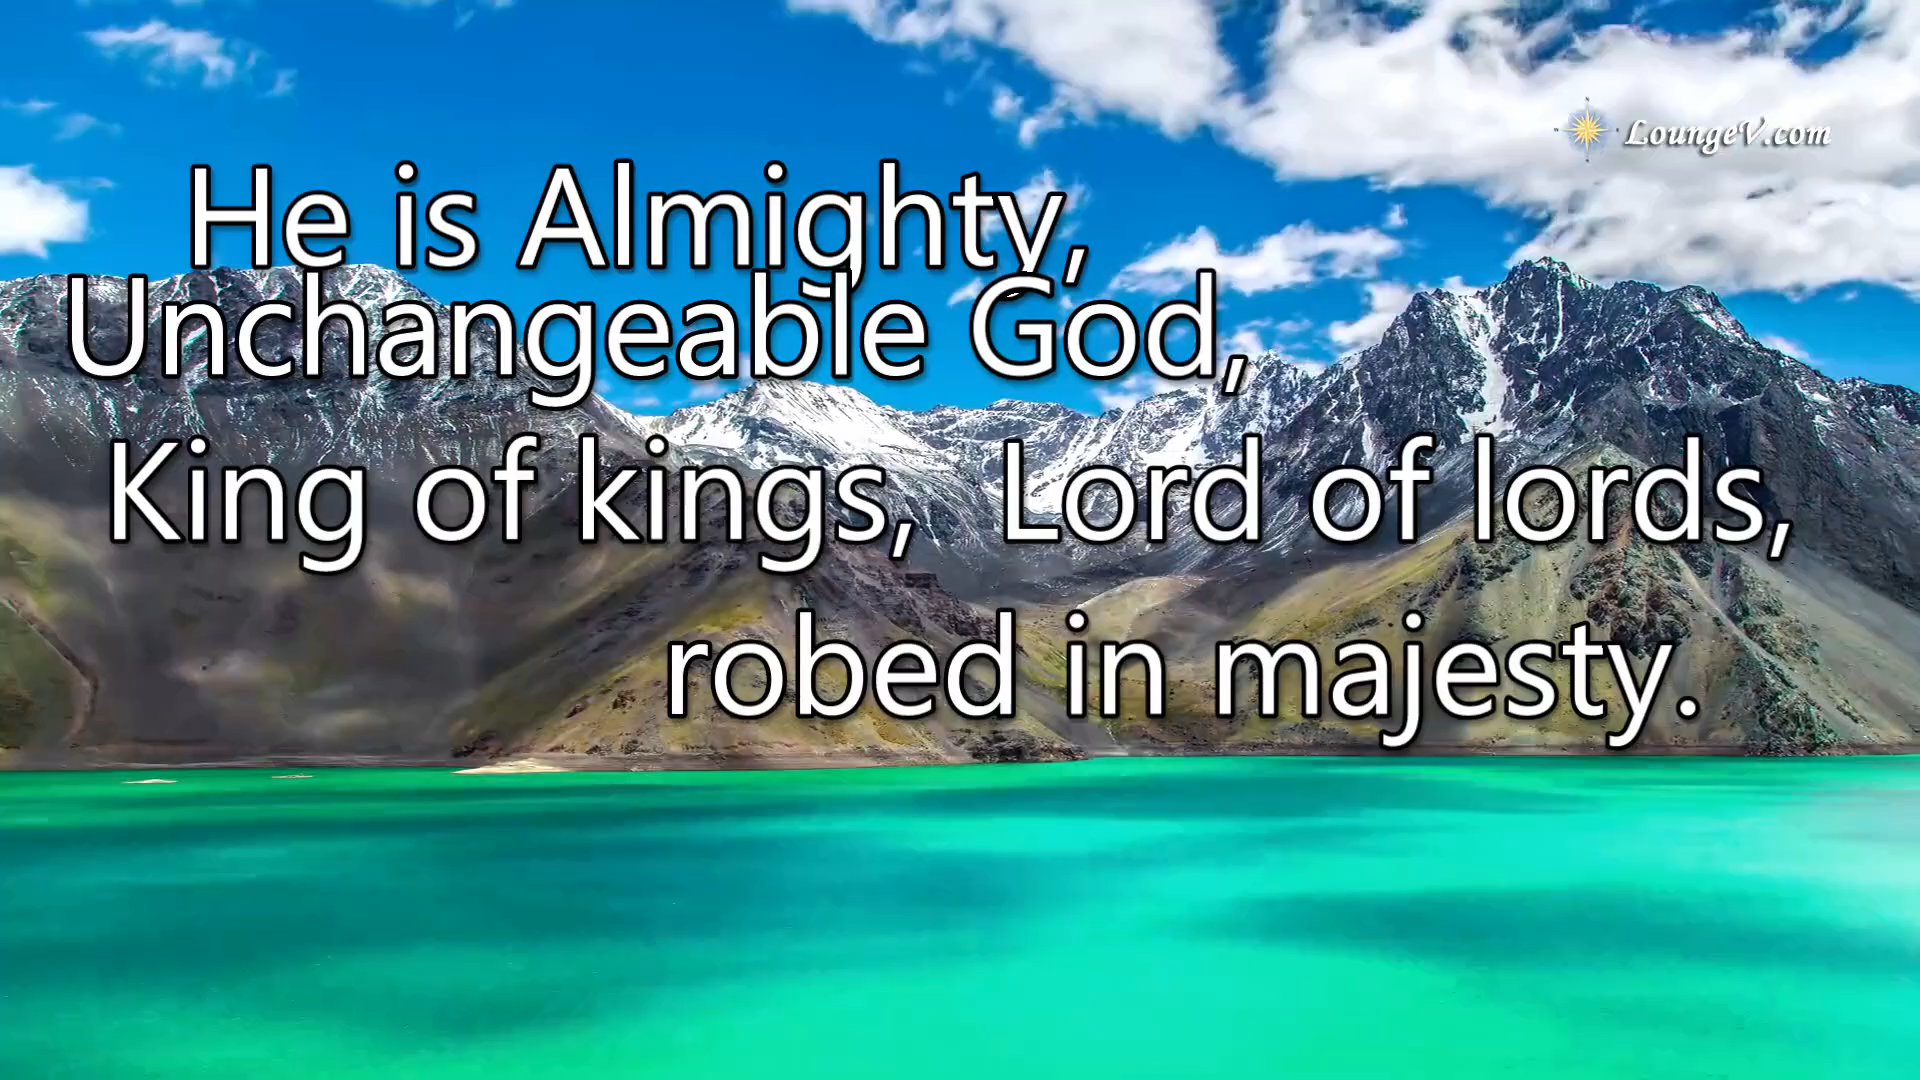 LoungeV.com
He is Almighty,
Unchangeable God,
King of kings, Lord of lords,
robed in majesty.